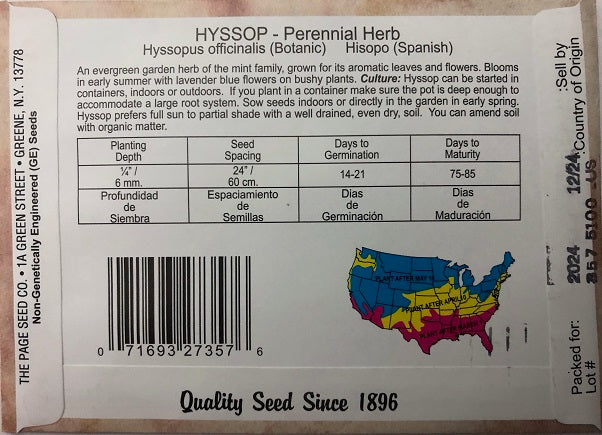 HYSSOP - Perennial Herb
Hyssopus officinalis (Botanic) Hisopo (Spanish)
An evergreen garden herb of the mint family, grown for its aromatic leaves and flowers. Blooms
in early summer with lavender blue flowers on bushy plants. Culture: Hyssop can be started in
containers, indoors or outdoors. If you plant in a container make sure the pot is deep enough to
accommodate a large root system. Sow seeds indoors or directly in the garden in early spring.
Hyssop prefers full sun to partial shade with a well drained, even dry, soil. You can amend soil
with organic matter.
Planting Depth Seed Spacing Days to Germination Days to Maturity
¼" / 6 mm. 24" / 60 cm. 14-21 75-85
Profundidad de Siembra Espaciamiento de Semillas Dias de Germinación Dias de Maduración
THE PAGE SEED CO. • 1A GREEN STREET • GREENE, N.Y. 13778
Non-Genetically Engineered (GE) Seeds
0 71693 27357 6
PLANT AFTER MAY
PLANT AFTER APRIL
PLANT AFTER MARCH
Packed for: 2024 12/24 :Sell by
Lot # 357 5100 US :Country of Origin
Quality Seed Since 1896